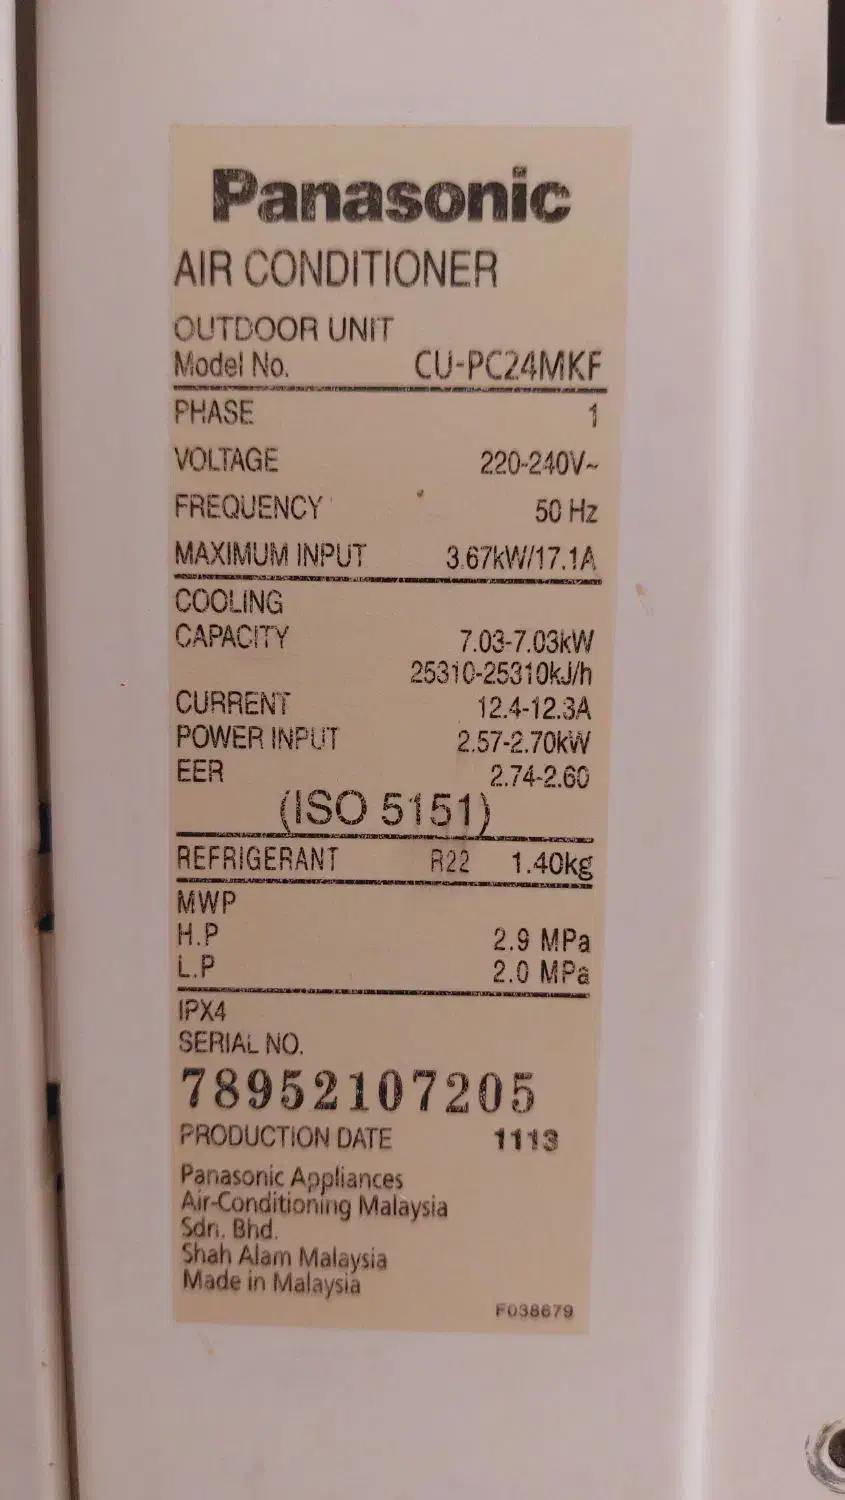 Panasonic
AIR CONDITIONER
OUTDOOR UNIT
Model No. CU-PC24MKF
PHASE 1
VOLTAGE 220-240V~
FREQUENCY 50 Hz
MAXIMUM INPUT 3.67kW/17.1A
COOLING
CAPACITY 7.03-7.03kW
25310-25310kJ/h
CURRENT 12.4-12.3A
POWER INPUT 2.57-2.70kW
EER 2.74-2.60
(ISO 5151)
REFRIGERANT R22 1.40kg
MWP
H.P 2.9 MPa
L.P 2.0 MPa
IPX4
SERIAL NO.
78952107205
PRODUCTION DATE 1113
Panasonic Appliances
Air-Conditioning Malaysia
Sdn. Bhd.
Shah Alam Malaysia
Made in Malaysia
F038679